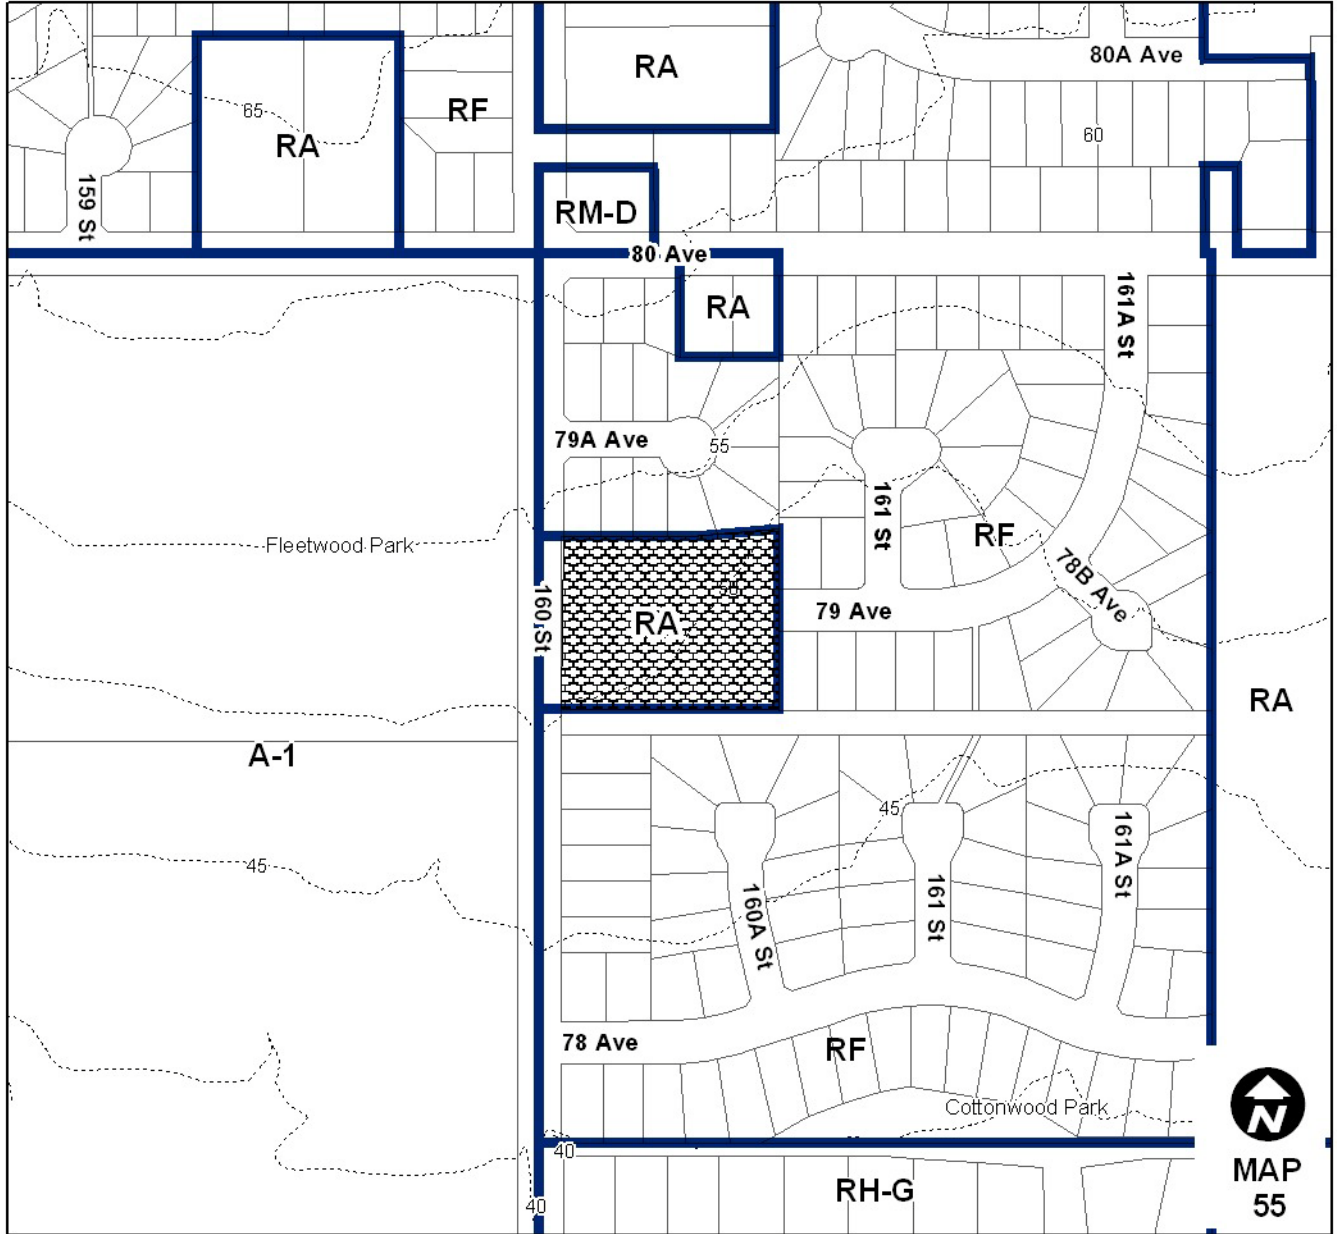 80A Ave
RA
RF
65
RA
60
159 St
RM-D
80 Ave
RA
161A St
79A Ave
55
161 St
RF
Fleetwood Park
78B Ave
50
160 St
RA
79 Ave
RA
A-1
45
45
161A St
161 St
160A St
78 Ave
RF
Cottonwood Park
N
40
MAP
55
RH-G
40